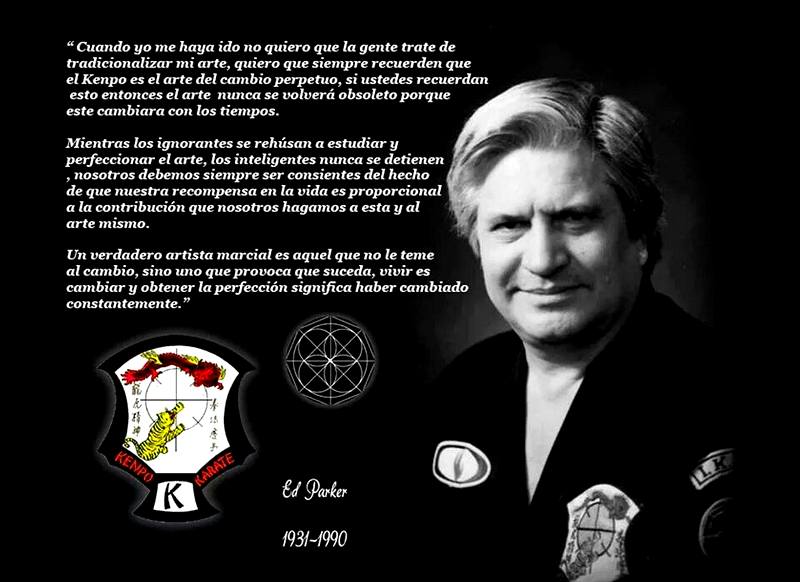 “ Cuando yo me haya ido no quiero que la gente trate de
tradicionalizar mi arte, quiero que siempre recuerden que
el Kenpo es el arte del cambio perpetuo, si ustedes recuerdan
esto entonces el arte nunca se volverá obsoleto porque
este cambiara con los tiempos.

Mientras los ignorantes se rehúsan a estudiar y
perfeccionar el arte, los inteligentes nunca se detienen
, nosotros debemos siempre ser consientes del hecho
de que nuestra recompensa en la vida es proporcional
a la contribución que nosotros hagamos a esta y al
arte mismo.

Un verdadero artista marcial es aquel que no le teme
al cambio, sino uno que provoca que suceda, vivir es
cambiar y obtener la perfección significa haber cambiado
constantemente.”
KENPO KARATE
K
Ed Parker
1931~1990